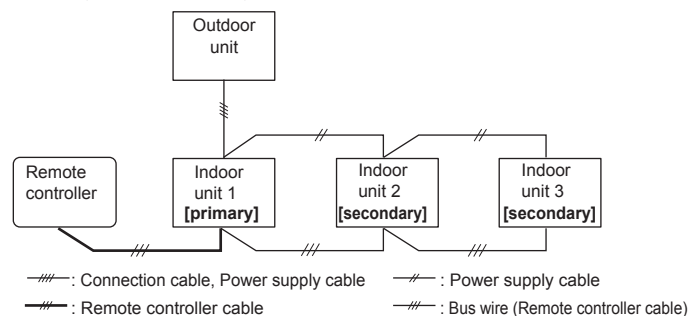 Outdoor
unit
Remote
controller
Indoor
unit 1
[primary]
Indoor
unit 2
[secondary]
Indoor
unit 3
[secondary]
: Connection cable, Power supply cable
: Power supply cable
: Remote controller cable
: Bus wire (Remote controller cable)